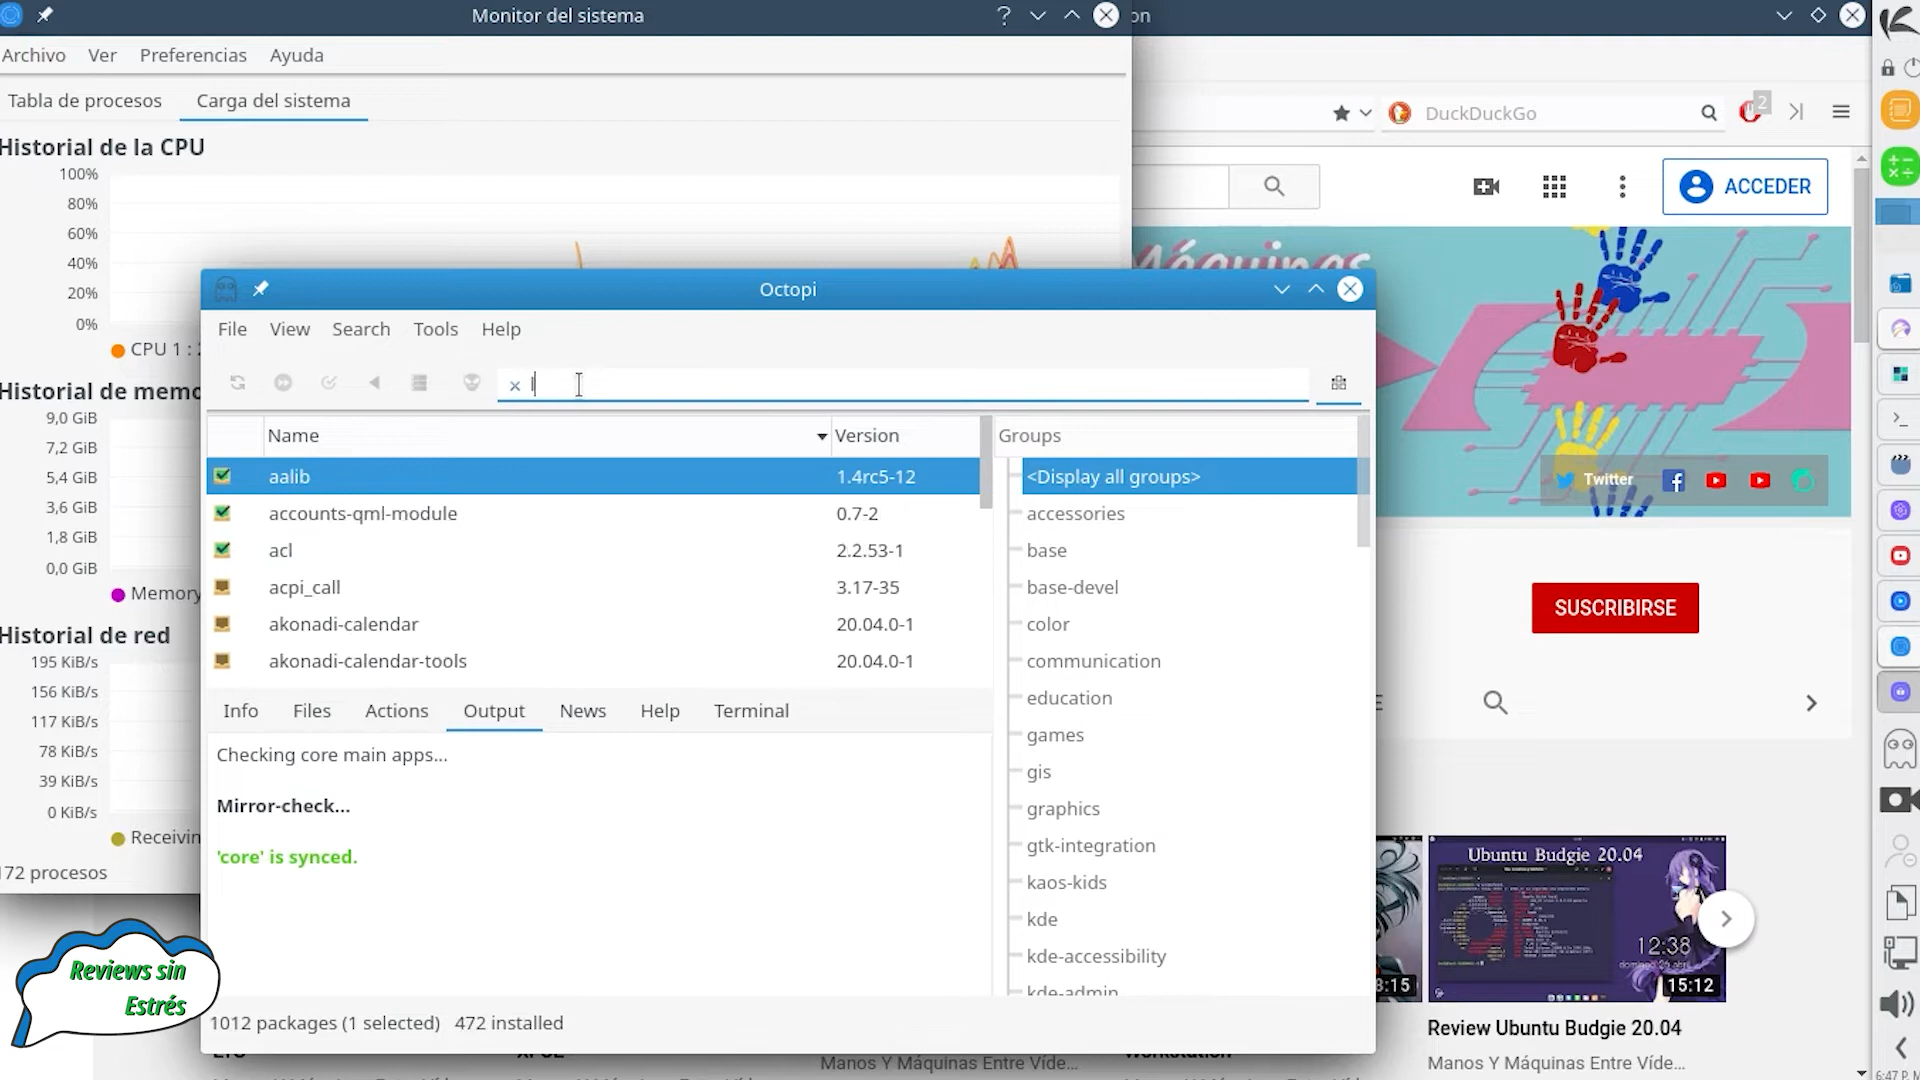 Monitor del sistema
on
Archivo Ver Preferencias Ayuda
Tabla de procesos Carga del sistema
Historial de la CPU
100%
80%
60%
40%
20%
0%
CPU 1 :
Historial de memo
9,0 GiB
7,2 GiB
5,4 GiB
3,6 GiB
1,8 GiB
0,0 GiB
Memory
Historial de red
195 KiB/s
156 KiB/s
117 KiB/s
78 KiB/s
39 KiB/s
0 KiB/s
Receivin
172 procesos
Reviews sin
Estrés
Octopi
File View Search Tools Help
l
Name Version
aalib 1.4rc5-12
accounts-qml-module 0.7-2
acl 2.2.53-1
acpi_call 3.17-35
akonadi-calendar 20.04.0-1
akonadi-calendar-tools 20.04.0-1
Groups
<Display all groups>
accessories
base
base-devel
color
communication
education
games
gis
graphics
gtk-integration
kaos-kids
kde
kde-accessibility
kde-admin
Info Files Actions Output News Help Terminal
Checking core main apps...
Mirror-check...
'core' is synced.
1012 packages (1 selected) 472 installed
DuckDuckGo
2
ACCEDER
Máquinas
Twitter
SUSCRIBIRSE
Ubuntu Budgie 20.04
12:38
8:15
15:12
Review Ubuntu Budgie 20.04
Manos Y Máquinas Entre Víde...
Manos Y Máquinas Entre Víde...
6:47 P.